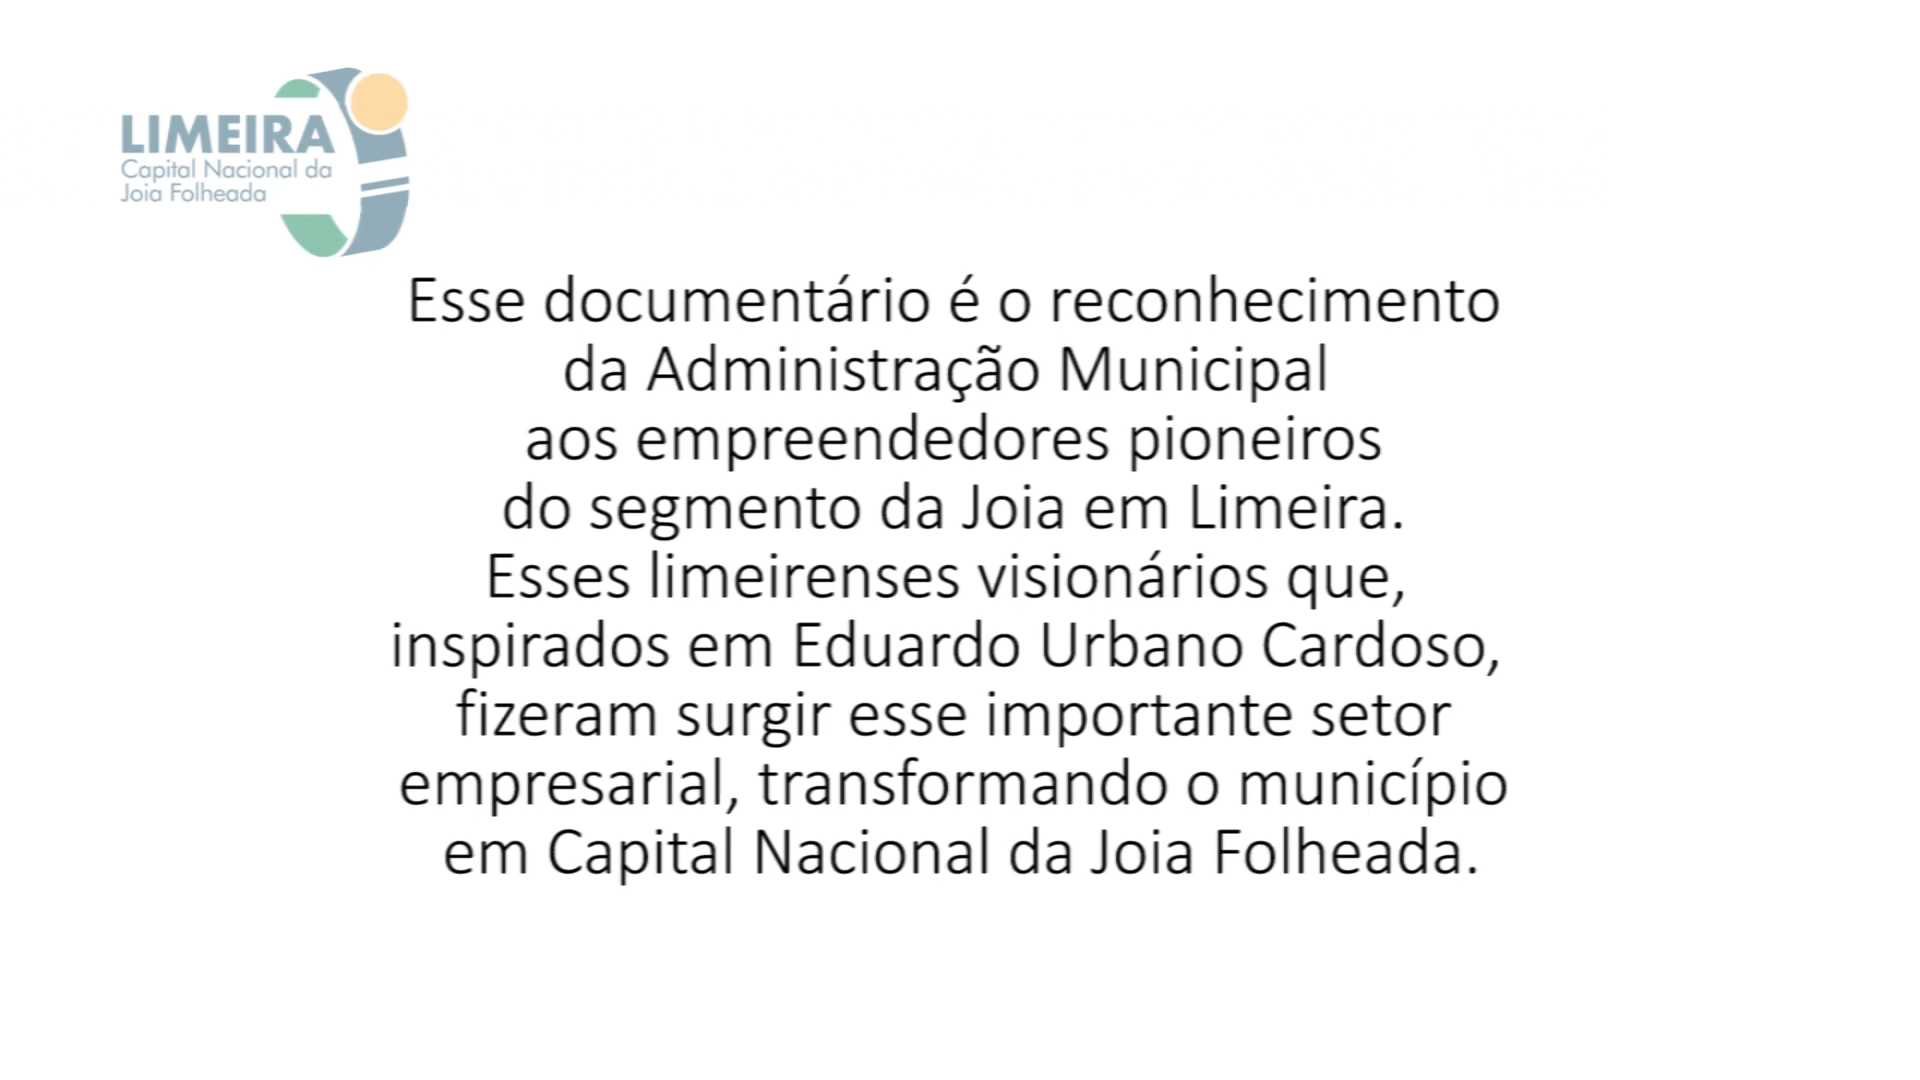 LIMEIRA
Capital Nacional da
Joia Folheada
Esse documentário é o reconhecimento
da Administração Municipal
aos empreendedores pioneiros
do segmento da Joia em Limeira.
Esses limeirenses visionários que,
inspirados em Eduardo Urbano Cardoso,
fizeram surgir esse importante setor
empresarial, transformando o município
em Capital Nacional da Joia Folheada.